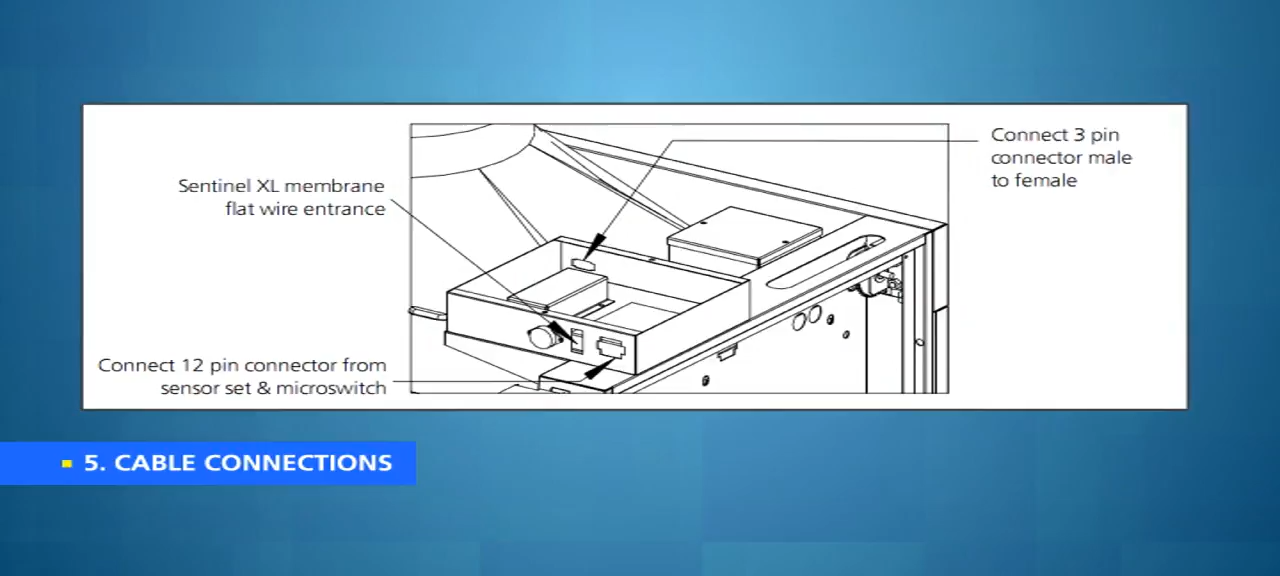 Connect 3 pin
connector male
to female
Sentinel XL membrane
flat wire entrance
Connect 12 pin connector from
sensor set & microswitch
5. CABLE CONNECTIONS